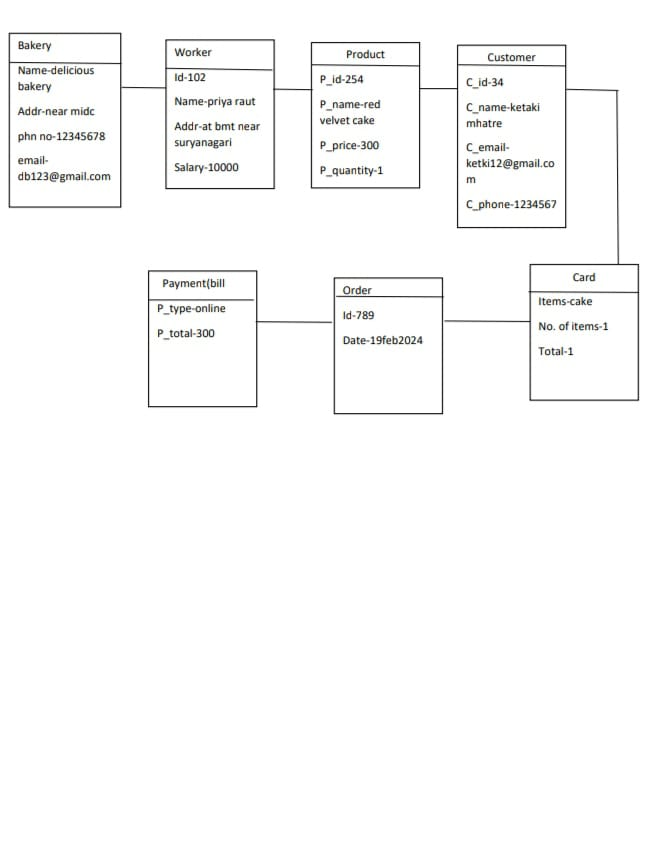 Bakery
Name-delicious
bakery
Addr-near midc
phn no-12345678
email-
db123@gmail.com
Worker
Id-102
Name-priya raut
Addr-at bmt near
suryanagari
Salary-10000
Product
P_id-254
P_name-red
velvet cake
P_price-300
P_quantity-1
Customer
C_id-34
C_name-ketaki
mhatre
C_email-
ketki12@gmail.co
m
C_phone-1234567
Payment(bill
P_type-online
P_total-300
Order
Id-789
Date-19feb2024
Card
Items-cake
No. of items-1
Total-1